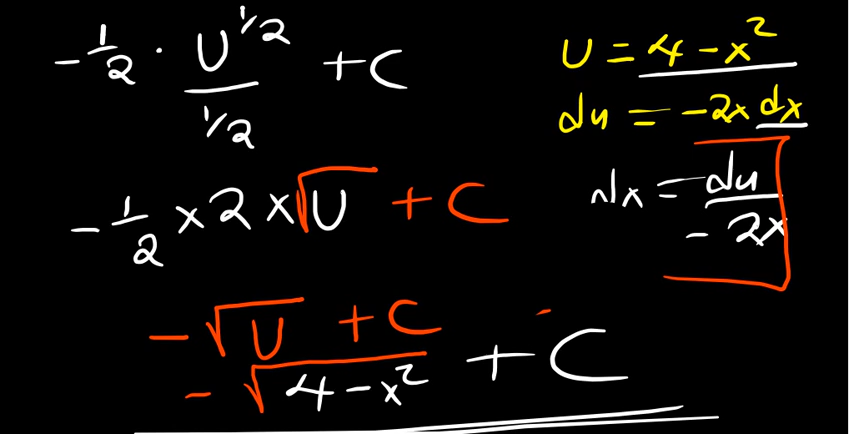 -1/2 · U^1/2 / 1/2 + C
U = 4 - x²
du = -2x dx
-1/2 × 2 × √U + C
dx = du / -2x
-√U + C
-√(4 - x²) + C